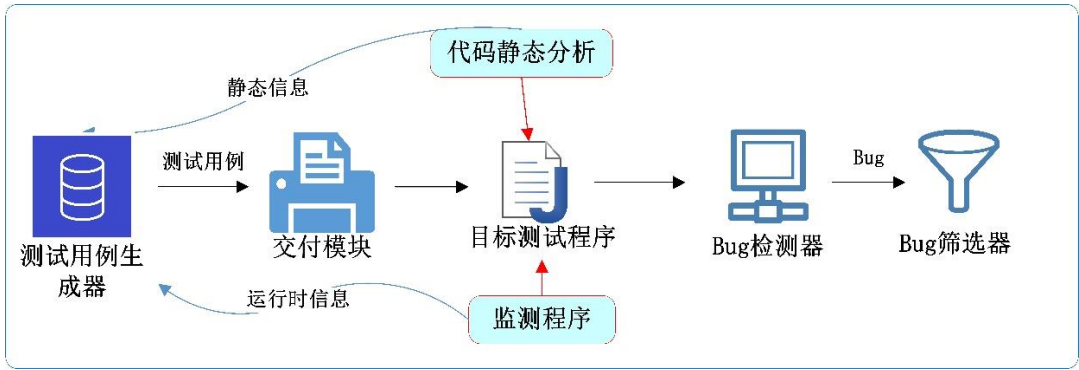 代码静态分析
静态信息
测试用例
Bug
测试用例生
成器
交付模块
目标测试程序
Bug检测器
Bug筛选器
运行时信息
监测程序